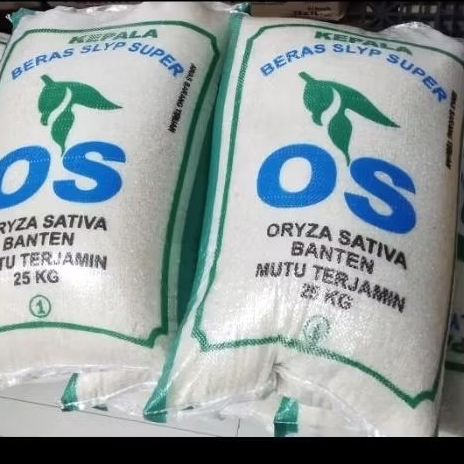 KEPALA
BERAS SLYP SUPER
OS
ORYZA SATIVA
BANTEN
MUTU TERJAMIN
25 KG
1
KEPALA
BERAS SLYP SUPER
OS
ORYZA SATIVA
BANTEN
MUTU TERJAMIN
25 KG